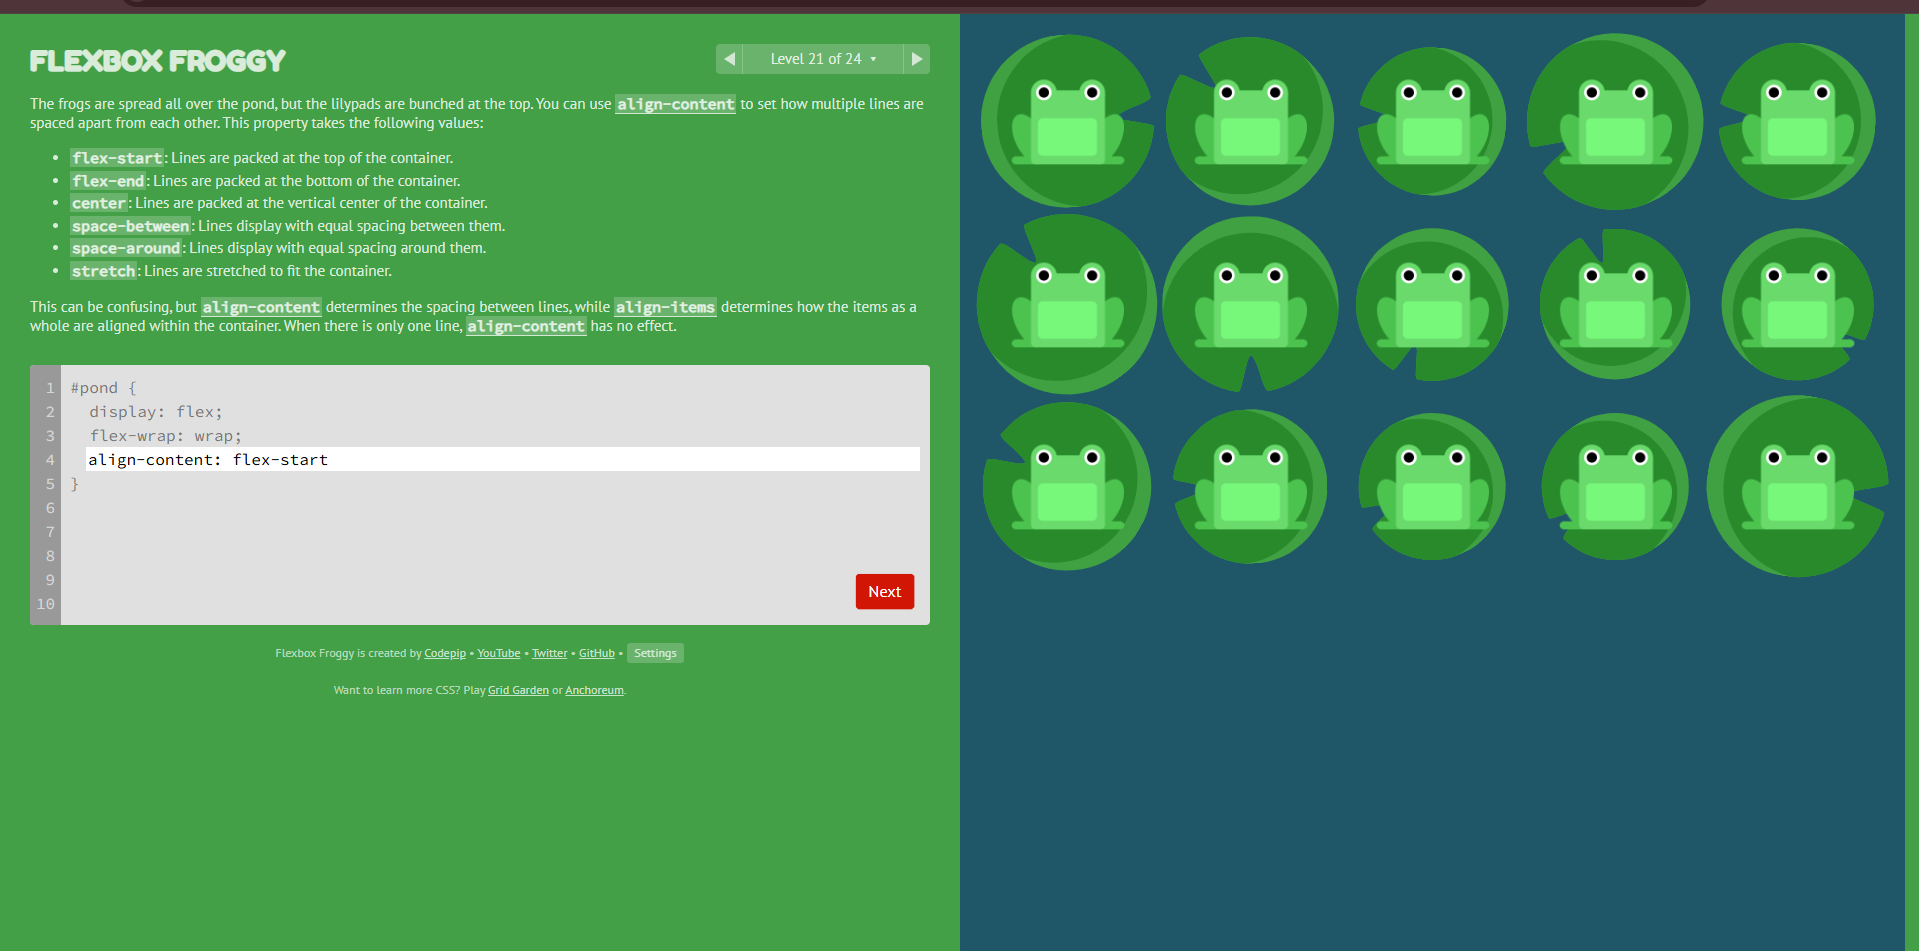 FLEXBOX FROGGY
Level 21 of 24
The frogs are spread all over the pond, but the lilypads are bunched at the top. You can use align-content to set how multiple lines are
spaced apart from each other. This property takes the following values:
• flex-start: Lines are packed at the top of the container.
• flex-end: Lines are packed at the bottom of the container.
• center: Lines are packed at the vertical center of the container.
• space-between: Lines display with equal spacing between them.
• space-around: Lines display with equal spacing around them.
• stretch: Lines are stretched to fit the container.
This can be confusing, but align-content determines the spacing between lines, while align-items determines how the items as a
whole are aligned within the container. When there is only one line, align-content has no effect.
1 #pond {
2 display: flex;
3 flex-wrap: wrap;
4 align-content: flex-start
5 }
6
7
8
9
10
Next
Flexbox Froggy is created by Codepip • YouTube • Twitter • GitHub • Settings
Want to learn more CSS? Play Grid Garden or Anchoreum.